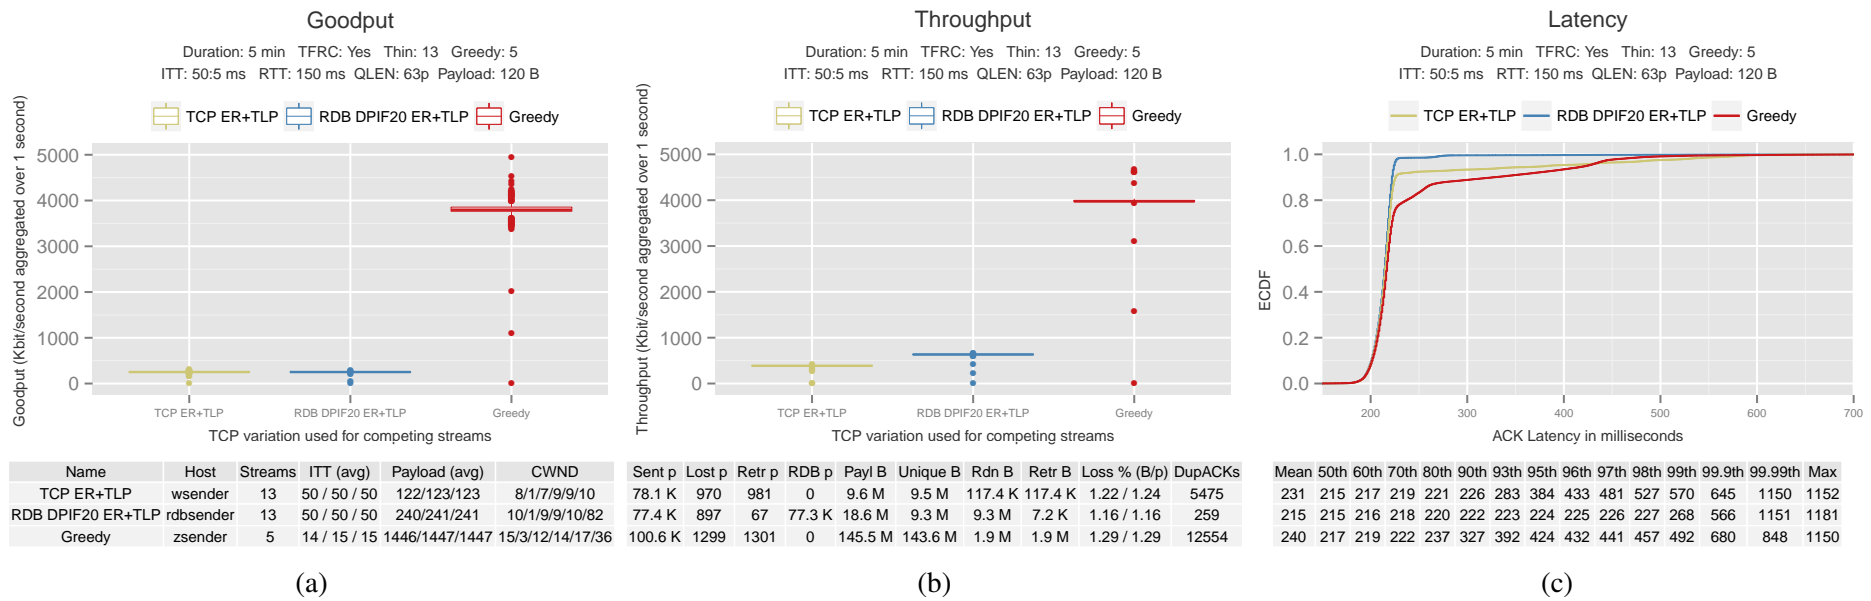 Goodput
Duration: 5 min TFRC: Yes Thin: 13 Greedy: 5
ITT: 50:5 ms RTT: 150 ms QLEN: 63p Payload: 120 B
TCP ER+TLP RDB DPIF20 ER+TLP Greedy
Goodput (Kbit/second aggregated over 1 second)
5000
4000
3000
2000
1000
0
TCP ER+TLP RDB DPIF20 ER+TLP Greedy
TCP variation used for competing streams
Name Host Streams ITT (avg) Payload (avg) CWND
TCP ER+TLP wsender 13 50 / 50 / 50 122/123/123 8/1/7/9/9/10
RDB DPIF20 ER+TLP rdbsender 13 50 / 50 / 50 240/241/241 10/1/9/9/10/82
Greedy zsender 5 14 / 15 / 15 1446/1447/1447 15/3/12/14/17/36
(a)
Throughput
Duration: 5 min TFRC: Yes Thin: 13 Greedy: 5
ITT: 50:5 ms RTT: 150 ms QLEN: 63p Payload: 120 B
TCP ER+TLP RDB DPIF20 ER+TLP Greedy
Throughput (Kbit/second aggregated over 1 second)
5000
4000
3000
2000
1000
0
TCP ER+TLP RDB DPIF20 ER+TLP Greedy
TCP variation used for competing streams
Sent p Lost p Retr p RDB p Payl B Unique B Rdn B Retr B Loss % (B/p) DupACKs
78.1 K 970 981 0 9.6 M 9.5 M 117.4 K 117.4 K 1.22 / 1.24 5475
77.4 K 897 67 77.3 K 18.6 M 9.3 M 9.3 M 7.2 K 1.16 / 1.16 259
100.6 K 1299 1301 0 145.5 M 143.6 M 1.9 M 1.9 M 1.29 / 1.29 12554
(b)
Latency
Duration: 5 min TFRC: Yes Thin: 13 Greedy: 5
ITT: 50:5 ms RTT: 150 ms QLEN: 63p Payload: 120 B
TCP ER+TLP RDB DPIF20 ER+TLP Greedy
ECDF
1.0
0.8
0.6
0.4
0.2
0.0
200 300 400 500 600 700
ACK Latency in milliseconds
Mean 50th 60th 70th 80th 90th 93th 95th 96th 97th 98th 99th 99.9th 99.99th Max
231 215 217 219 221 226 283 384 433 481 527 570 645 1150 1152
215 215 216 218 220 222 223 224 225 226 227 268 566 1151 1181
240 217 219 222 237 327 392 424 432 441 457 492 680 848 1150
(c)